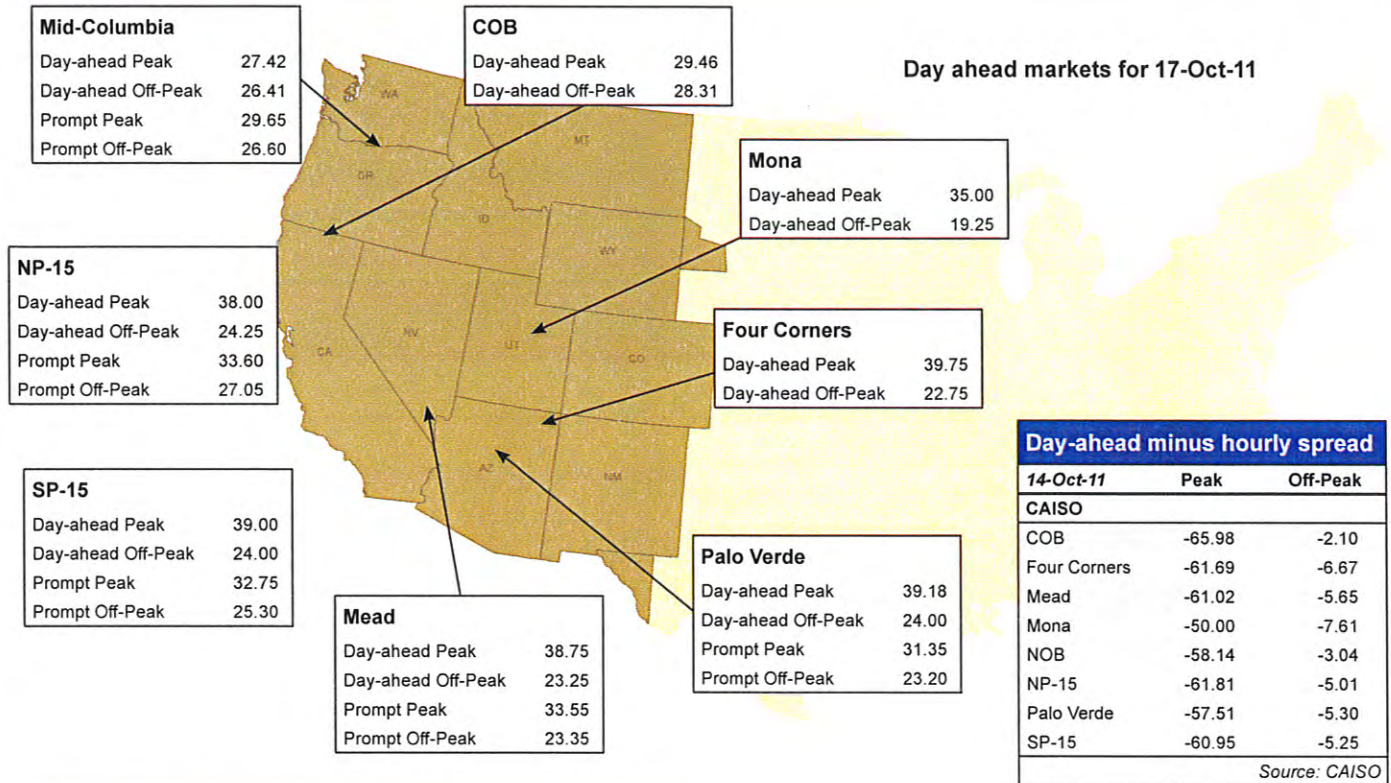 Day ahead markets for 17-Oct-11
Mid-Columbia
Day-ahead Peak 27.42
Day-ahead Off-Peak 26.41
Prompt Peak 29.65
Prompt Off-Peak 26.60
COB
Day-ahead Peak 29.46
Day-ahead Off-Peak 28.31
Mona
Day-ahead Peak 35.00
Day-ahead Off-Peak 19.25
NP-15
Day-ahead Peak 38.00
Day-ahead Off-Peak 24.25
Prompt Peak 33.60
Prompt Off-Peak 27.05
Four Corners
Day-ahead Peak 39.75
Day-ahead Off-Peak 22.75
SP-15
Day-ahead Peak 39.00
Day-ahead Off-Peak 24.00
Prompt Peak 32.75
Prompt Off-Peak 25.30
Mead
Day-ahead Peak 38.75
Day-ahead Off-Peak 23.25
Prompt Peak 33.55
Prompt Off-Peak 23.35
Palo Verde
Day-ahead Peak 39.18
Day-ahead Off-Peak 24.00
Prompt Peak 31.35
Prompt Off-Peak 23.20
WA
MT
OR
ID
WY
NV
UT
CO
CA
AZ
NM
Day-ahead minus hourly spread
14-Oct-11 Peak Off-Peak
CAISO
COB -65.98 -2.10
Four Corners -61.69 -6.67
Mead -61.02 -5.65
Mona -50.00 -7.61
NOB -58.14 -3.04
NP-15 -61.81 -5.01
Palo Verde -57.51 -5.30
SP-15 -60.95 -5.25
Source: CAISO